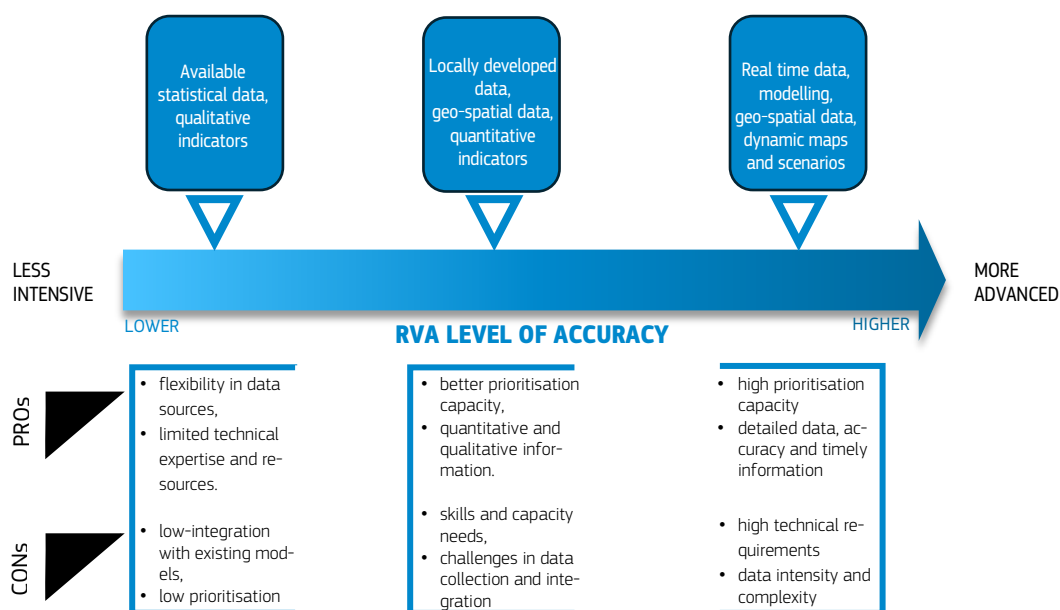 Available
statistical data,
qualitative
indicators
Locally developed
data,
geo-spatial data,
quantitative
indicators
Real time data,
modelling,
geo-spatial data,
dynamic maps
and scenarios
LESS
INTENSIVE
MORE
ADVANCED
LOWER
RVA LEVEL OF ACCURACY
HIGHER
PROs
• flexibility in data
sources,
• limited technical
expertise and re-
sources.
• better prioritisation
capacity,
• quantitative and
qualitative infor-
mation.
• high prioritisation
capacity
• detailed data, ac-
curacy and timely
information
CONs
• low-integration
with existing mod-
els,
• low prioritisation
• skills and capacity
needs,
• challenges in data
collection and inte-
gration
• high technical re-
quirements
• data intensity and
complexity